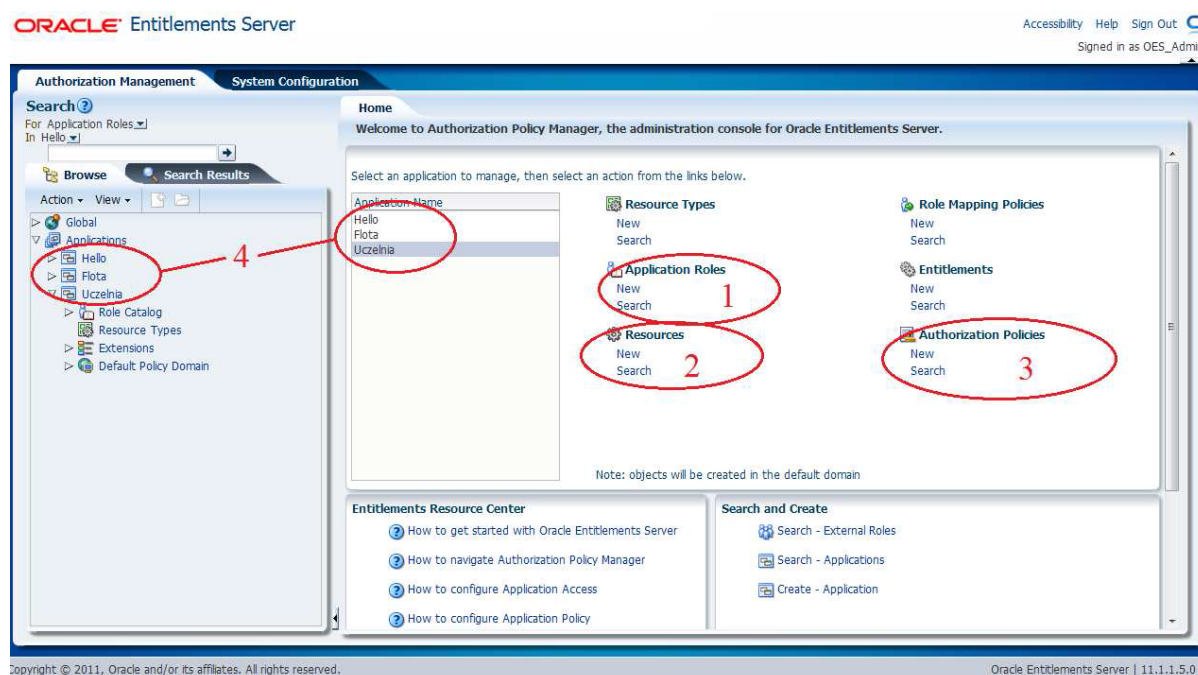 ORACLE Entitlements Server
Accessibility Help Sign Out
Signed in as OES_Admi
Authorization Management System Configuration
Search
For Application Roles
In Hello
Browse Search Results
Action View
Global
Applications
Hello
Flota
Uczelnia
Role Catalog
Resource Types
Extensions
Default Policy Domain
4
Home
Welcome to Authorization Policy Manager, the administration console for Oracle Entitlements Server.
Select an application to manage, then select an action from the links below.
Application Name
Hello
Flota
Uczelnia
Resource Types
New
Search
Application Roles
New
Search
1
Resources
New
Search
2
Role Mapping Policies
New
Search
Entitlements
New
Search
Authorization Policies
New
Search
3
Note: objects will be created in the default domain
Entitlements Resource Center
How to get started with Oracle Entitlements Server
How to navigate Authorization Policy Manager
How to configure Application Access
How to configure Application Policy
Search and Create
Search - External Roles
Search - Applications
Create - Application
Copyright © 2011, Oracle and/or its affiliates. All rights reserved.
Oracle Entitlements Server | 11.1.1.5.0